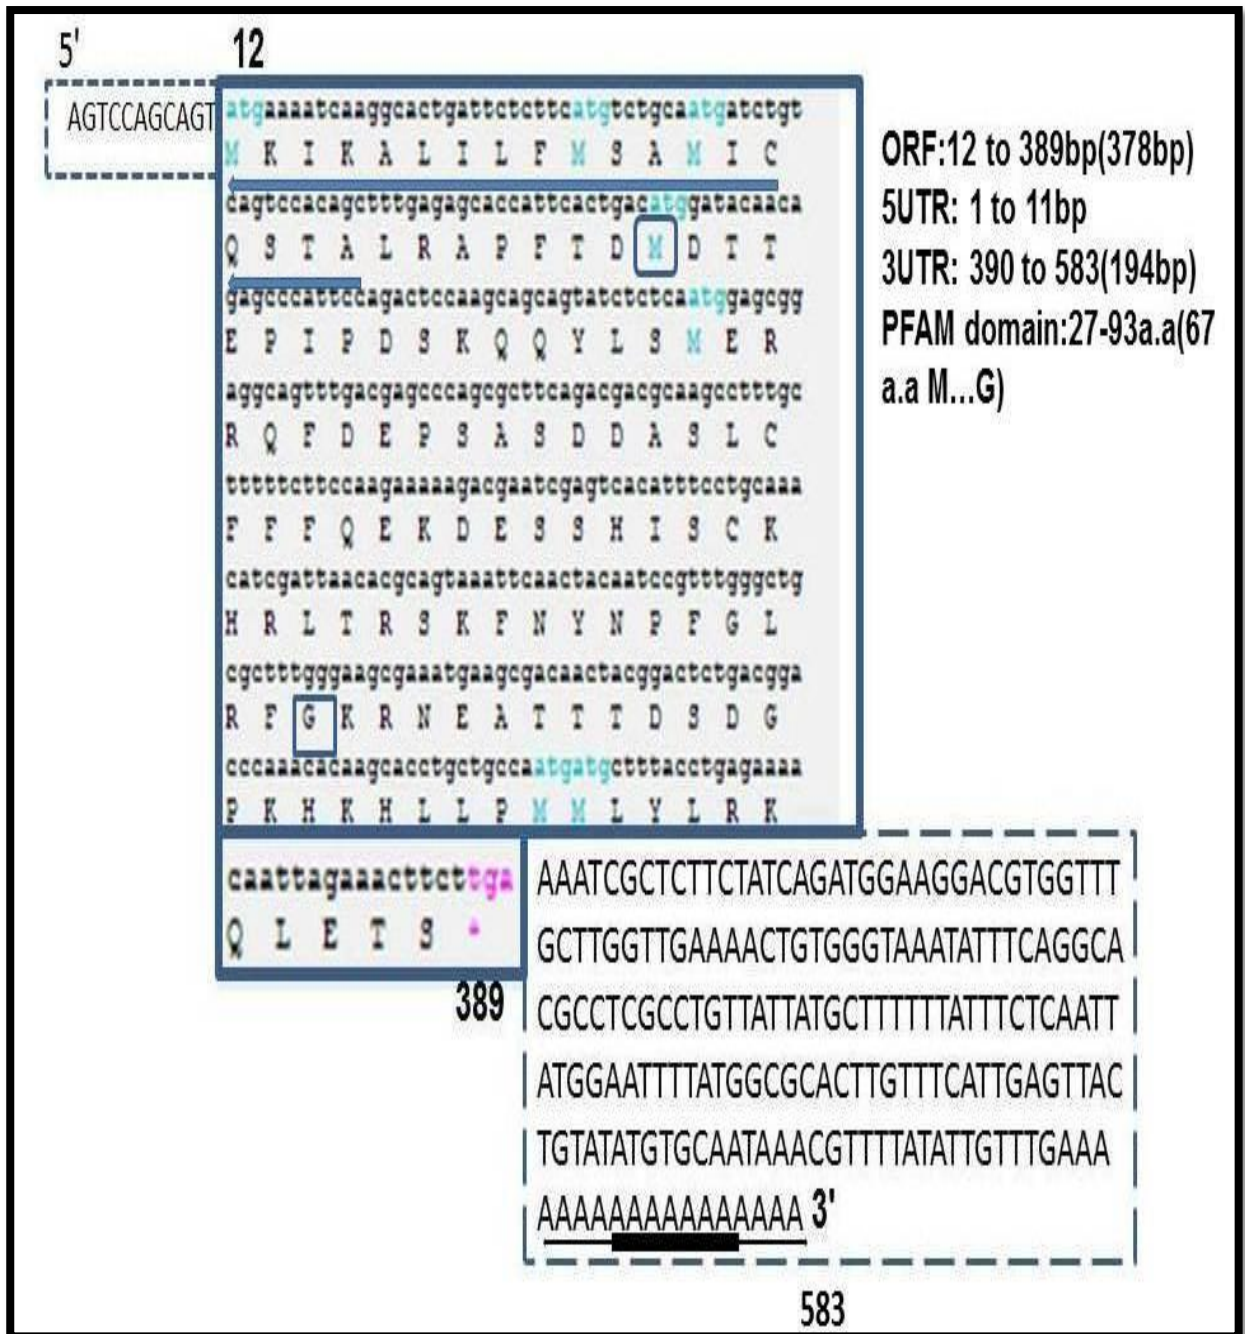 5'
12
AGTCCAGCAGT
atgaaaatcaaggcactgattctcttcatgtctgcaatgatctgt
M K I K A L I L F M S A M I C
cagtccacagctttgagagcaccattcactgacatggatacaaca
Q S T A L R A P F T D M D T T
gagcccattccagactccaagcagcagtatctctcaatggagcgg
E P I P D S K Q Q Y L S M E R
aggcagtttgacgagcccagcgcttcagacgacgcaagcctttgc
R Q F D E P S A S D D A S L C
tttttcttccaagaaaaagacgaatcgagtcacatttcctgcaaa
F F F Q E K D E S S H I S C K
catcgattaacacgcagtaaattcaactacaatccgtttgggctg
H R L T R S K F N Y N P F G L
cgctttgggaagcgaaatgaagcgacaactacggactctgacgga
R F G K R N E A T T T D S D G
cccaaacacaagcacctgctgccaatgatgctttacctgagaaaa
P K H K H L L P M M L Y L R K
caattagaaacttcttga
Q L E T S *
389
ORF:12 to 389bp(378bp)
5UTR: 1 to 11bp
3UTR: 390 to 583(194bp)
PFAM domain:27-93a.a(67
a.a M...G)
AAATCGCTCTTCTATCAGATGGAAGGACGTGGTTT
GCTTGGTTGAAAACTGTGGGTAAATATTTCAGGCA
CGCCTCGCCTGTTATTATGCTTTTTTATTTCTCAATT
ATGGAATTTTATGGCGCACTTGTTTCATTGAGTTAC
TGTATATGTGCAATAAACGTTTTATATTGTTTGAAA
AAAAAAAAAAAAAAA 3'
583